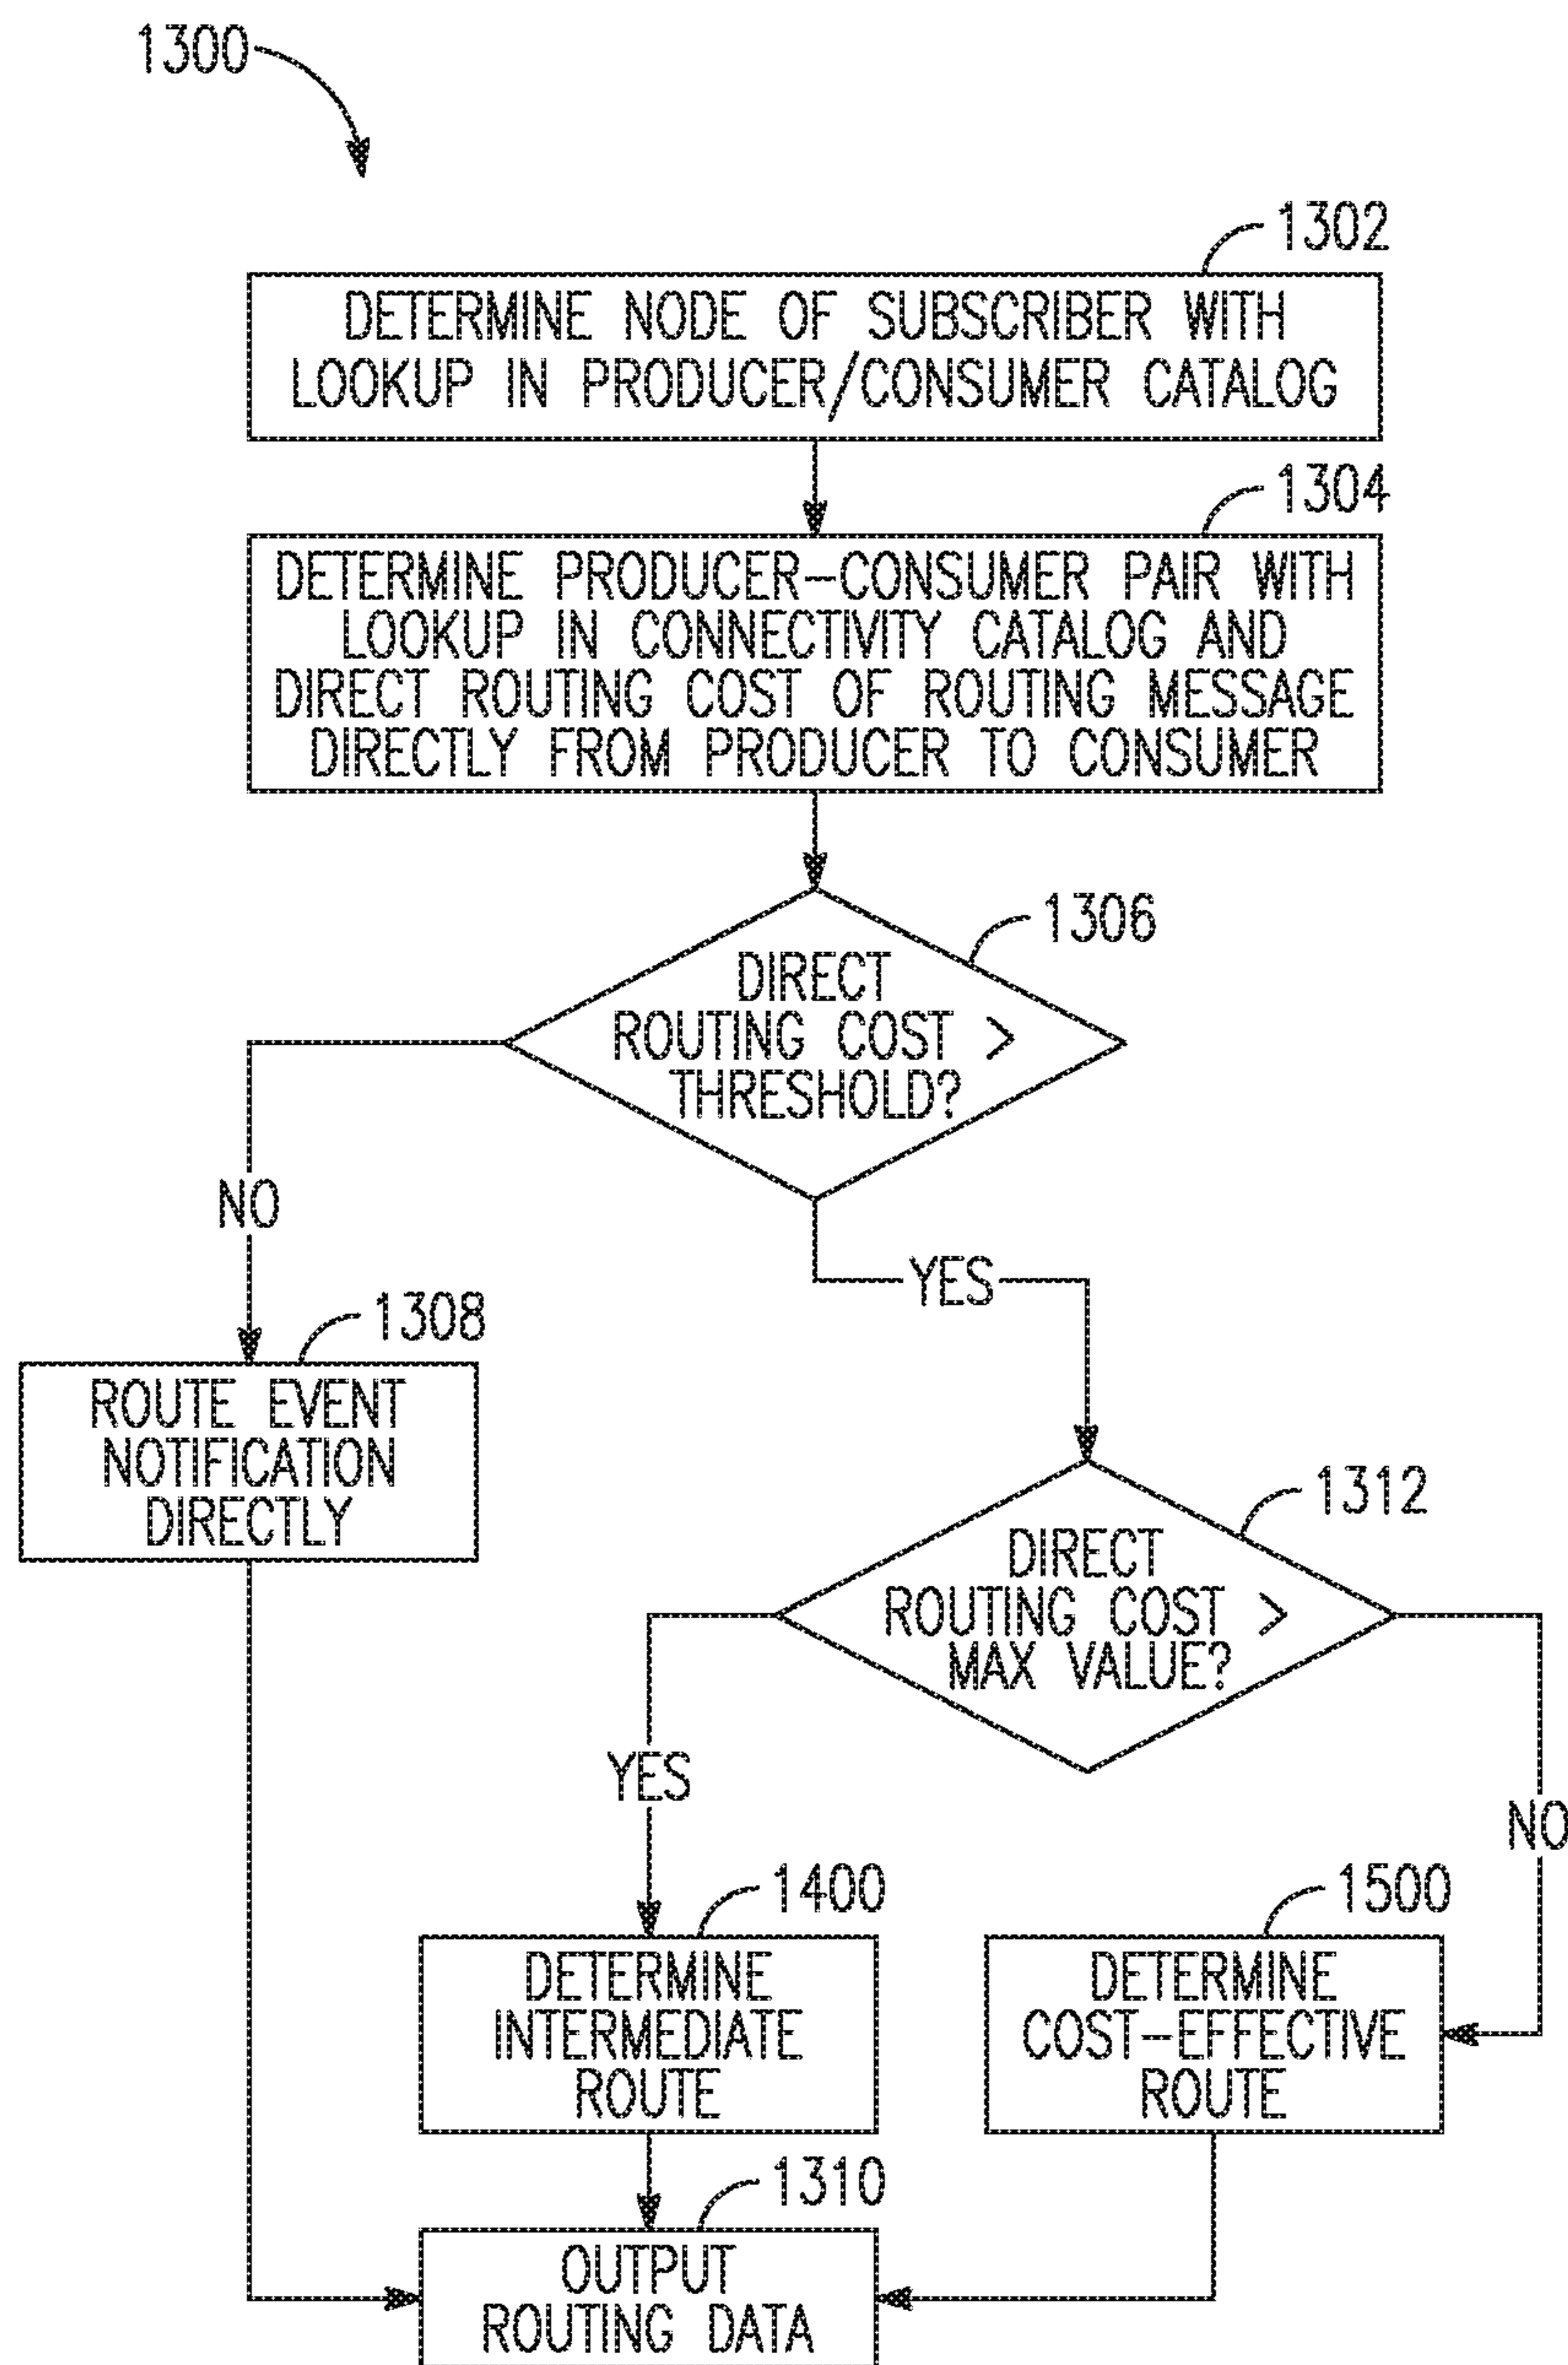 1300
1302
DETERMINE NODE OF SUBSCRIBER WITH
LOOKUP IN PRODUCER/CONSUMER CATALOG
1304
DETERMINE PRODUCER-CONSUMER PAIR WITH
LOOKUP IN CONNECTIVITY CATALOG AND
DIRECT ROUTING COST OF ROUTING MESSAGE
DIRECTLY FROM PRODUCER TO CONSUMER
1306
DIRECT
ROUTING COST >
THRESHOLD?
NO
YES
1308
ROUTE EVENT
NOTIFICATION
DIRECTLY
1312
DIRECT
ROUTING COST >
MAX VALUE?
YES
NO
1400
DETERMINE
INTERMEDIATE
ROUTE
1500
DETERMINE
COST-EFFECTIVE
ROUTE
1310
OUTPUT
ROUTING DATA